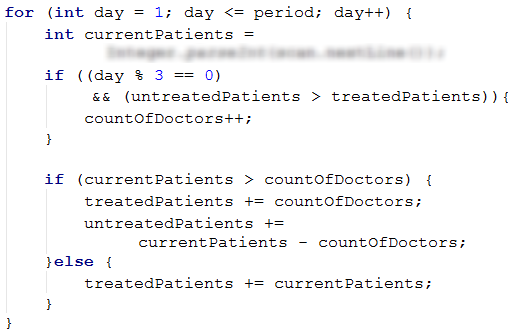 for (int day = 1; day <= period; day++) {
int currentPatients =
if ((day % 3 == 0)
&& (untreatedPatients > treatedPatients)){
countOfDoctors++;
}
if (currentPatients > countOfDoctors) {
treatedPatients += countOfDoctors;
untreatedPatients +=
currentPatients - countOfDoctors;
}else {
treatedPatients += currentPatients;
}
}